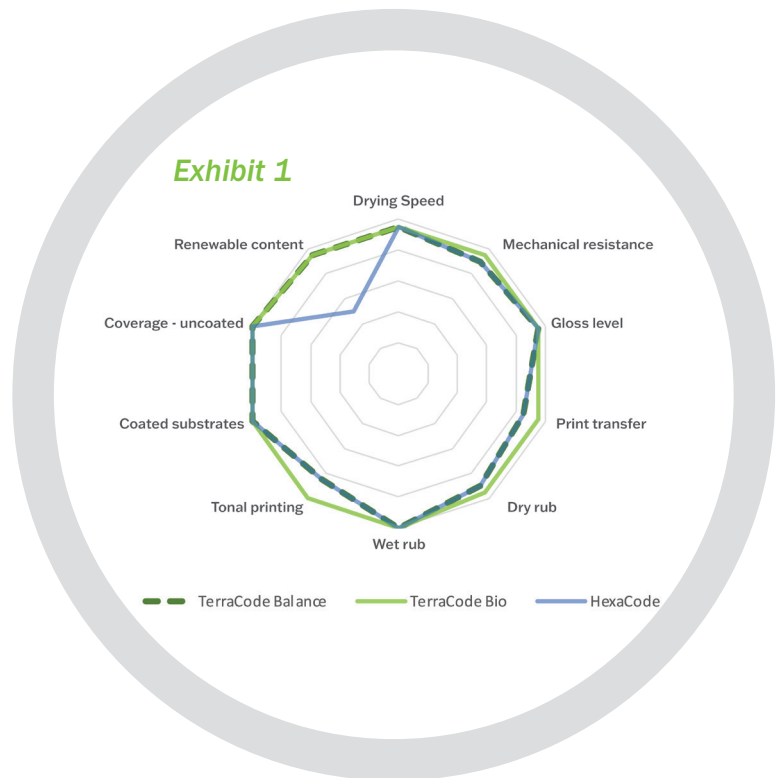 Exhibit 1
Drying Speed
Renewable content
Mechanical resistance
Coverage - uncoated
Gloss level
Coated substrates
Print transfer
Tonal printing
Dry rub
Wet rub
TerraCode Balance
TerraCode Bio
HexaCode